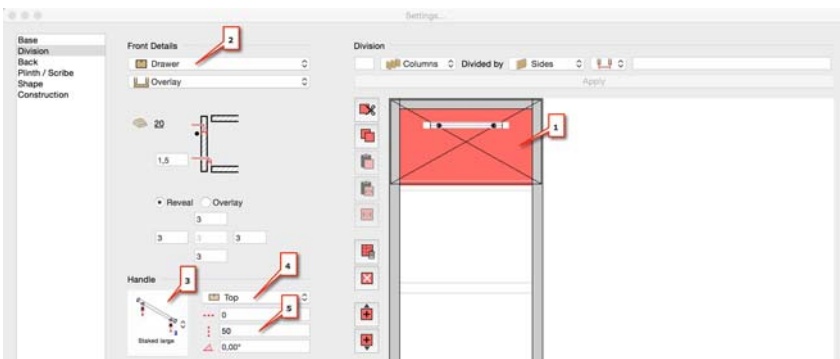 Settings...
Base
Division
Back
Plinth / Scribe
Shape
Construction
Front Details
2
Drawer
Overlay
20
1,5
Reveal
Overlay
3
3
3
3
3
Handle
3
4
Top
5
0
50
0,00°
Staked large
Division
Columns
Divided by
Sides
Apply
1